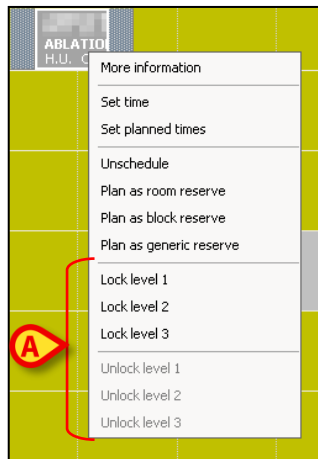 ABLATIO
H.U.
More information
Set time
Set planned times
Unschedule
Plan as room reserve
Plan as block reserve
Plan as generic reserve
Lock level 1
Lock level 2
Lock level 3
A
Unlock level 1
Unlock level 2
Unlock level 3